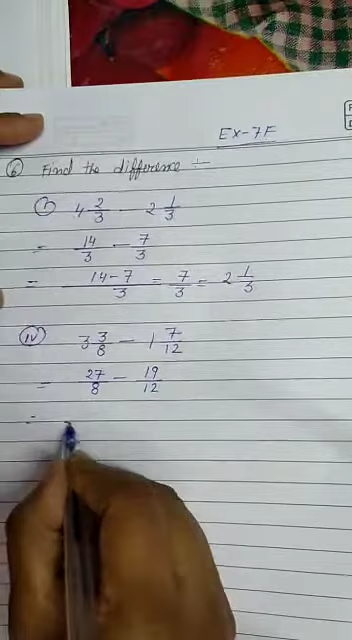 EX-7F
⑥ Find the difference :-
(i) 4 2/3 - 2 1/3
= 14/3 - 7/3
= 14-7/3 = 7/3 = 2 1/3
(iv) 3 3/8 - 1 7/12
= 27/8 - 19/12
=